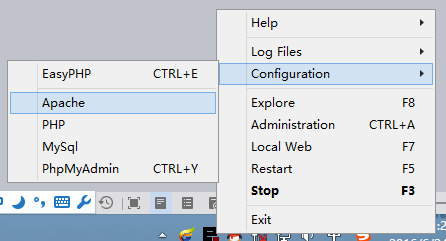 Help
Log Files
Configuration
EasyPHP CTRL+E
Apache
PHP
MySql
PhpMyAdmin CTRL+Y
Explore F8
Administration CTRL+A
Local Web F7
Restart F5
Stop F3
Exit